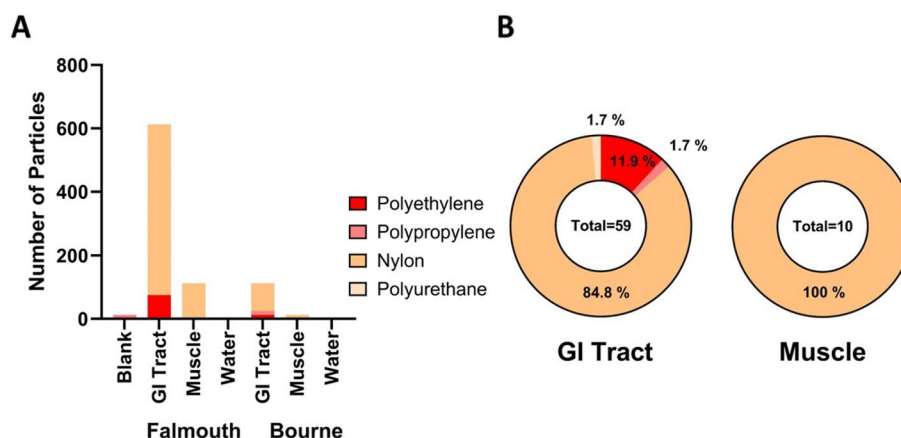 A
Number of Particles
800
600
400
200
0
Blank
GI Tract
Muscle
Water
GI Tract
Muscle
Water
Falmouth
Bourne
Polyethylene
Polypropylene
Nylon
Polyurethane
B
1.7 %
11.9 %
1.7 %
Total=59
84.8 %
GI Tract
Total=10
100 %
Muscle